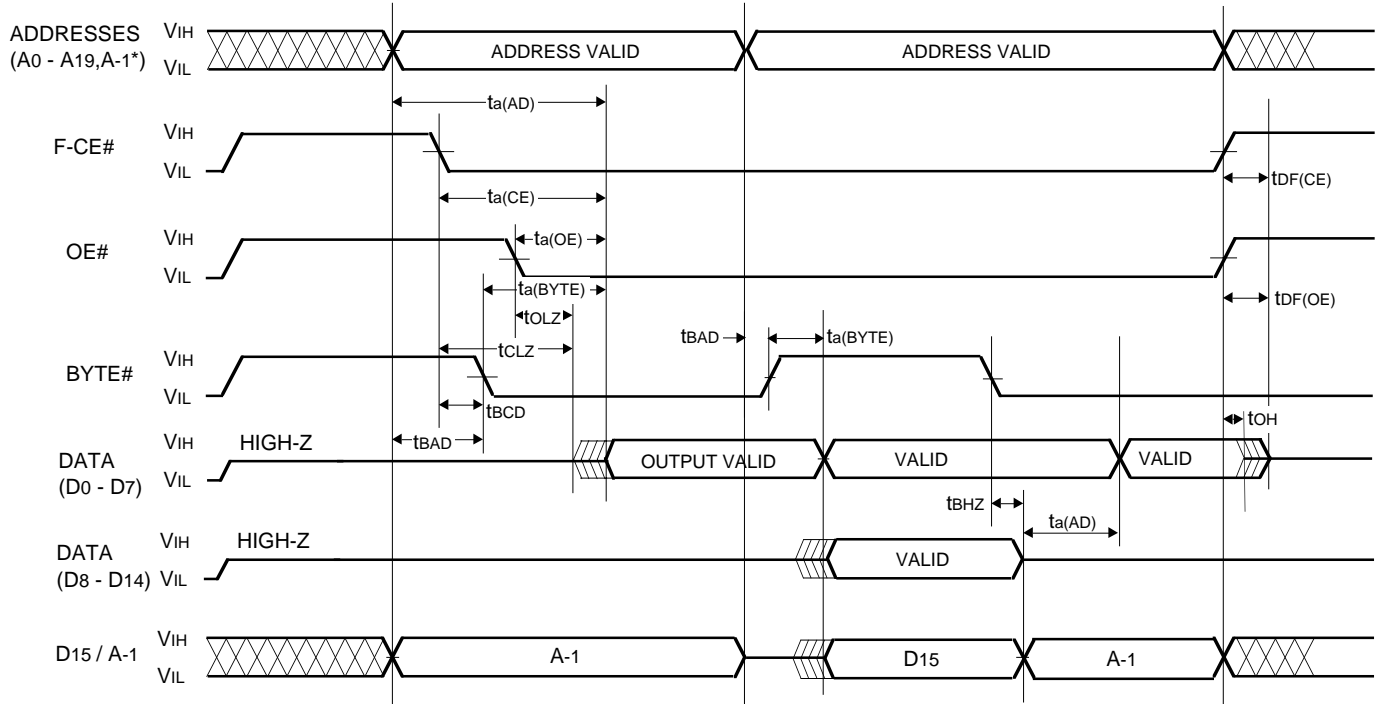 ADDRESSES
(A0 - A19,A-1*)
VIH
VIL
ADDRESS VALID
ADDRESS VALID
ta(AD)
F-CE#
VIH
VIL
tDF(CE)
ta(CE)
OE#
VIH
VIL
ta(OE)
ta(BYTE)
tDF(OE)
tOLZ
tBAD
ta(BYTE)
tCLZ
BYTE#
VIH
VIL
tBCD
tBAD
tOH
DATA
(D0 - D7)
VIH
VIL
HIGH-Z
OUTPUT VALID
VALID
VALID
tBHZ
ta(AD)
DATA
(D8 - D14)
VIH
VIL
HIGH-Z
VALID
D15 / A-1
VIH
VIL
A-1
D15
A-1